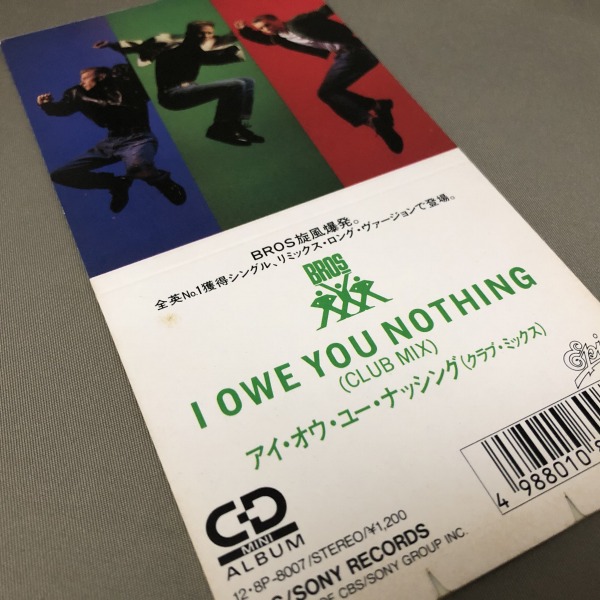 BROS旋風爆発。
全英No.1獲得シングル、リミックス・ロング・ヴァージョンで登場。
BROS
I OWE YOU NOTHING
(CLUB MIX)
アイ・オウ・ユー・ナッシング(クラブ・ミックス)
Epic
4 988010
CD
MINI
ALBUM
12・8P-8007/STEREO/¥1,200
/SONY RECORDS
OF CBS/SONY GROUP INC.